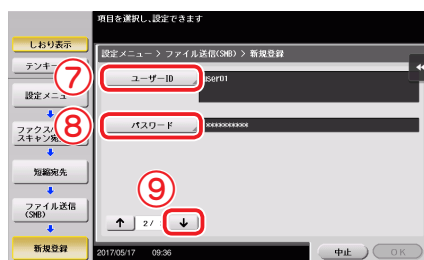 項目を選択し、設定できます
しおり表示
設定メニュー > ファイル送信(SMB) > 新規登録
テンキー
⑦
ユーザーID
user01
設定メニュー
⑧
パスワード
**********
ファクス/
スキャン宛
短縮宛先
⑨
ファイル送信
(SMB)
↑ 2/ ↓
新規登録
2017/05/17 09:36
中止
OK